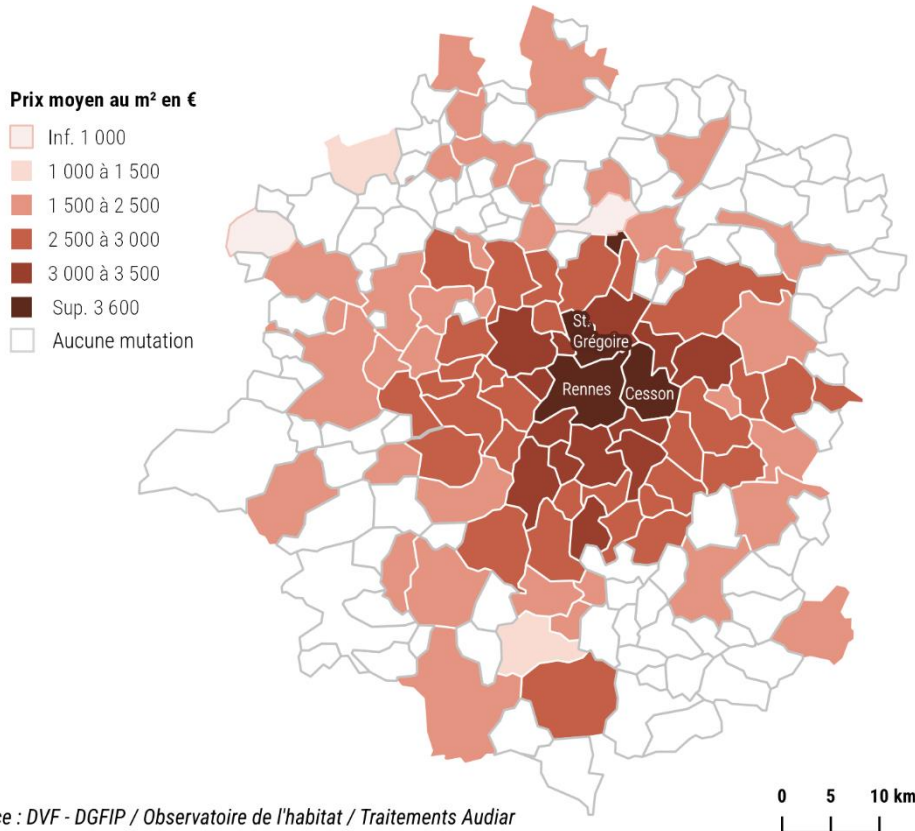 Prix moyen au m² en €
Inf. 1 000
1 000 à 1 500
1 500 à 2 500
2 500 à 3 000
3 000 à 3 500
Sup. 3 600
Aucune mutation
St.
Grégoire
Rennes
Cesson
ce : DVF - DGFIP / Observatoire de l'habitat / Traitements Audiar
0 5 10 km